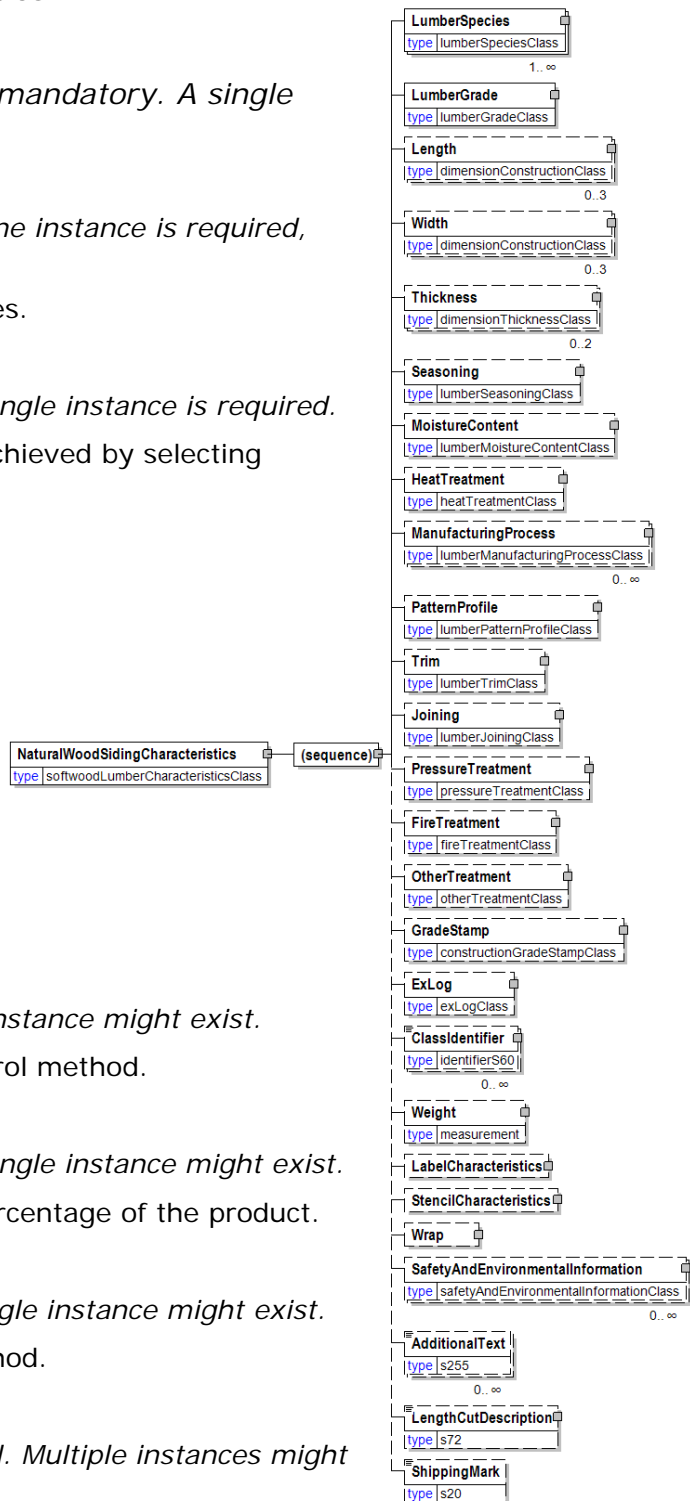 mandatory. A single
ne instance is required,
es.
ngle instance is required.
chieved by selecting
nstance might exist.
rol method.
ngle instance might exist.
rcentage of the product.
gle instance might exist.
hod.
l. Multiple instances might
NaturalWoodSidingCharacteristics
type softwoodLumberCharacteristicsClass
(sequence)
LumberSpecies
type lumberSpeciesClass
1..∞
LumberGrade
type lumberGradeClass
Length
type dimensionConstructionClass
0..3
Width
type dimensionConstructionClass
0..3
Thickness
type dimensionThicknessClass
0..2
Seasoning
type lumberSeasoningClass
MoistureContent
type lumberMoistureContentClass
HeatTreatment
type heatTreatmentClass
ManufacturingProcess
type lumberManufacturingProcessClass
0..∞
PatternProfile
type lumberPatternProfileClass
Trim
type lumberTrimClass
Joining
type lumberJoiningClass
PressureTreatment
type pressureTreatmentClass
FireTreatment
type fireTreatmentClass
OtherTreatment
type otherTreatmentClass
GradeStamp
type constructionGradeStampClass
ExLog
type exLogClass
ClassIdentifier
type identifierS60
0..∞
Weight
type measurement
LabelCharacteristics
StencilCharacteristics
Wrap
SafetyAndEnvironmentalInformation
type safetyAndEnvironmentalInformationClass
0..∞
AdditionalText
type s255
0..∞
LengthCutDescription
type s72
ShippingMark
type s20